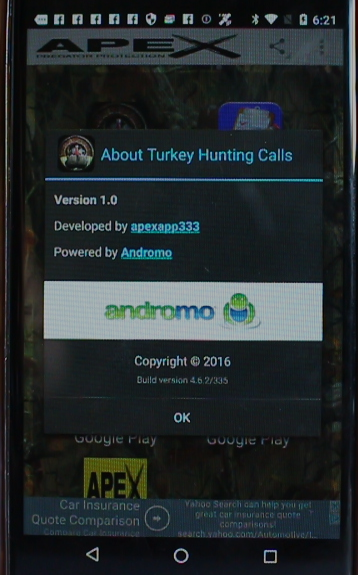 6:21
APEX
PREDATOR PROTECTION
About Turkey Hunting Calls
Version 1.0
Developed by apexapp333
Powered by Andromo
andromo
Copyright © 2016
Build version 4.6.2/335
OK
Google Play
Google Play
APEX
Car Insurance
Quote Comparison
Compare Car Insurance
Yahoo Search can help you get
great car insurance quote
comparisons!
search.yahoo.com/Automotive/I...